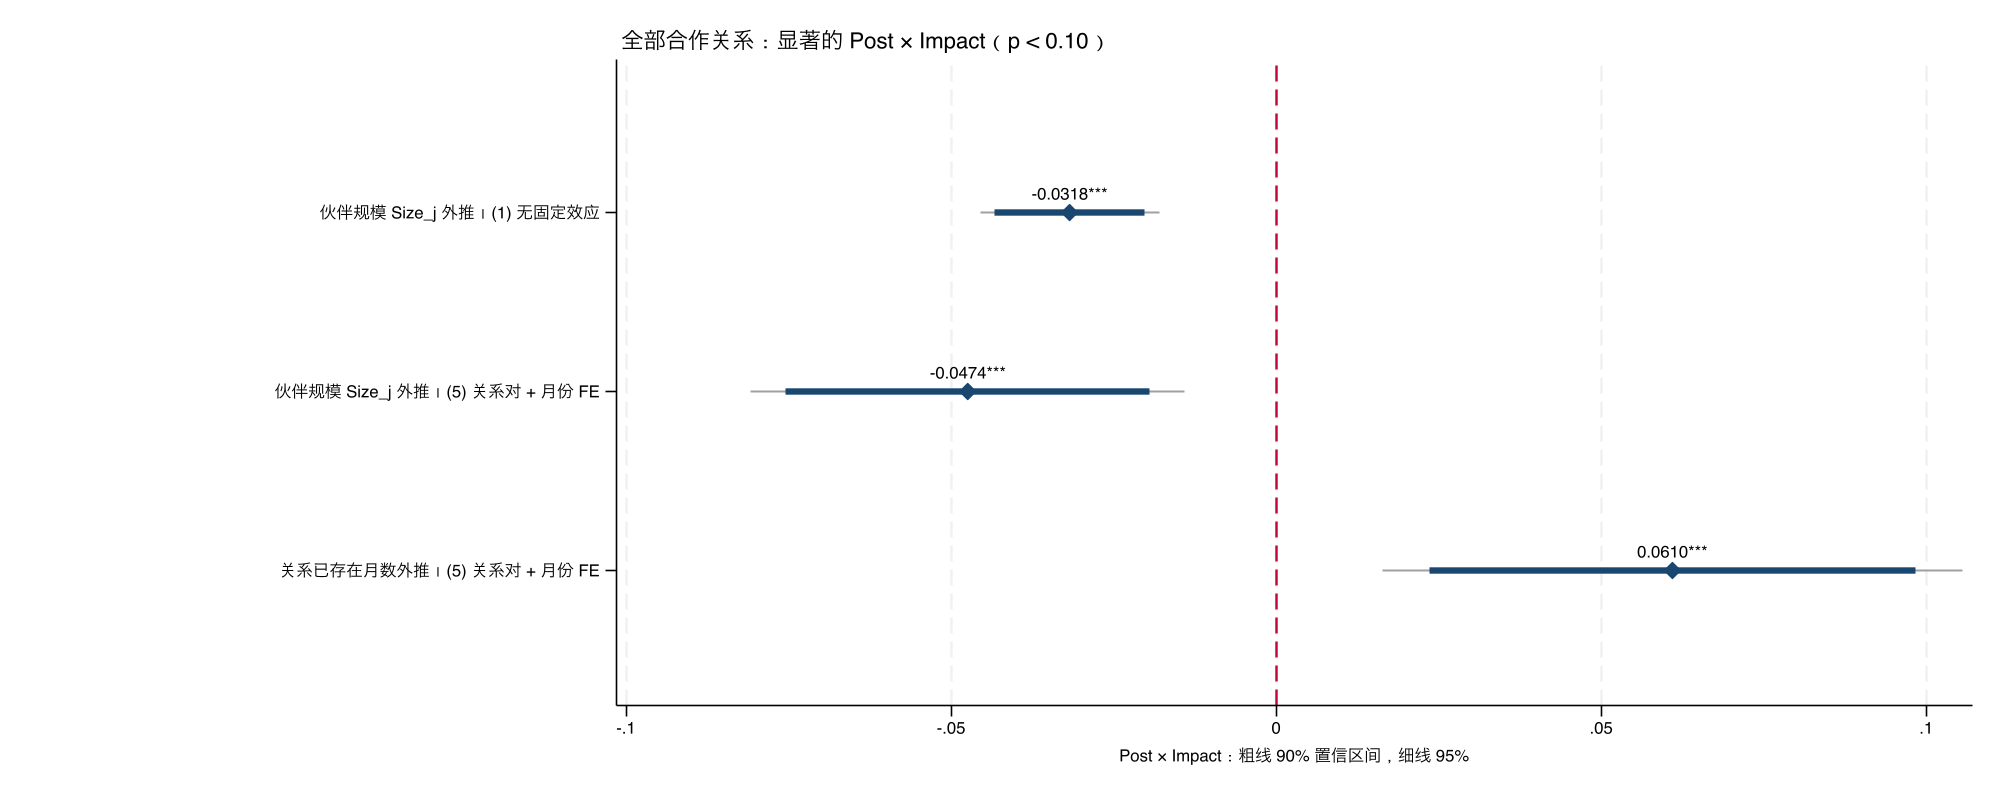 全部合作关系：显著的 Post × Impact（p < 0.10）
-0.0318***
伙伴规模 Size_j 外推 | (1) 无固定效应
-0.0474***
伙伴规模 Size_j 外推 | (5) 关系对 + 月份 FE
0.0610***
关系已存在月数外推 | (5) 关系对 + 月份 FE
-.1 -.05 0 .05 .1
Post × Impact：粗线 90% 置信区间，细线 95%